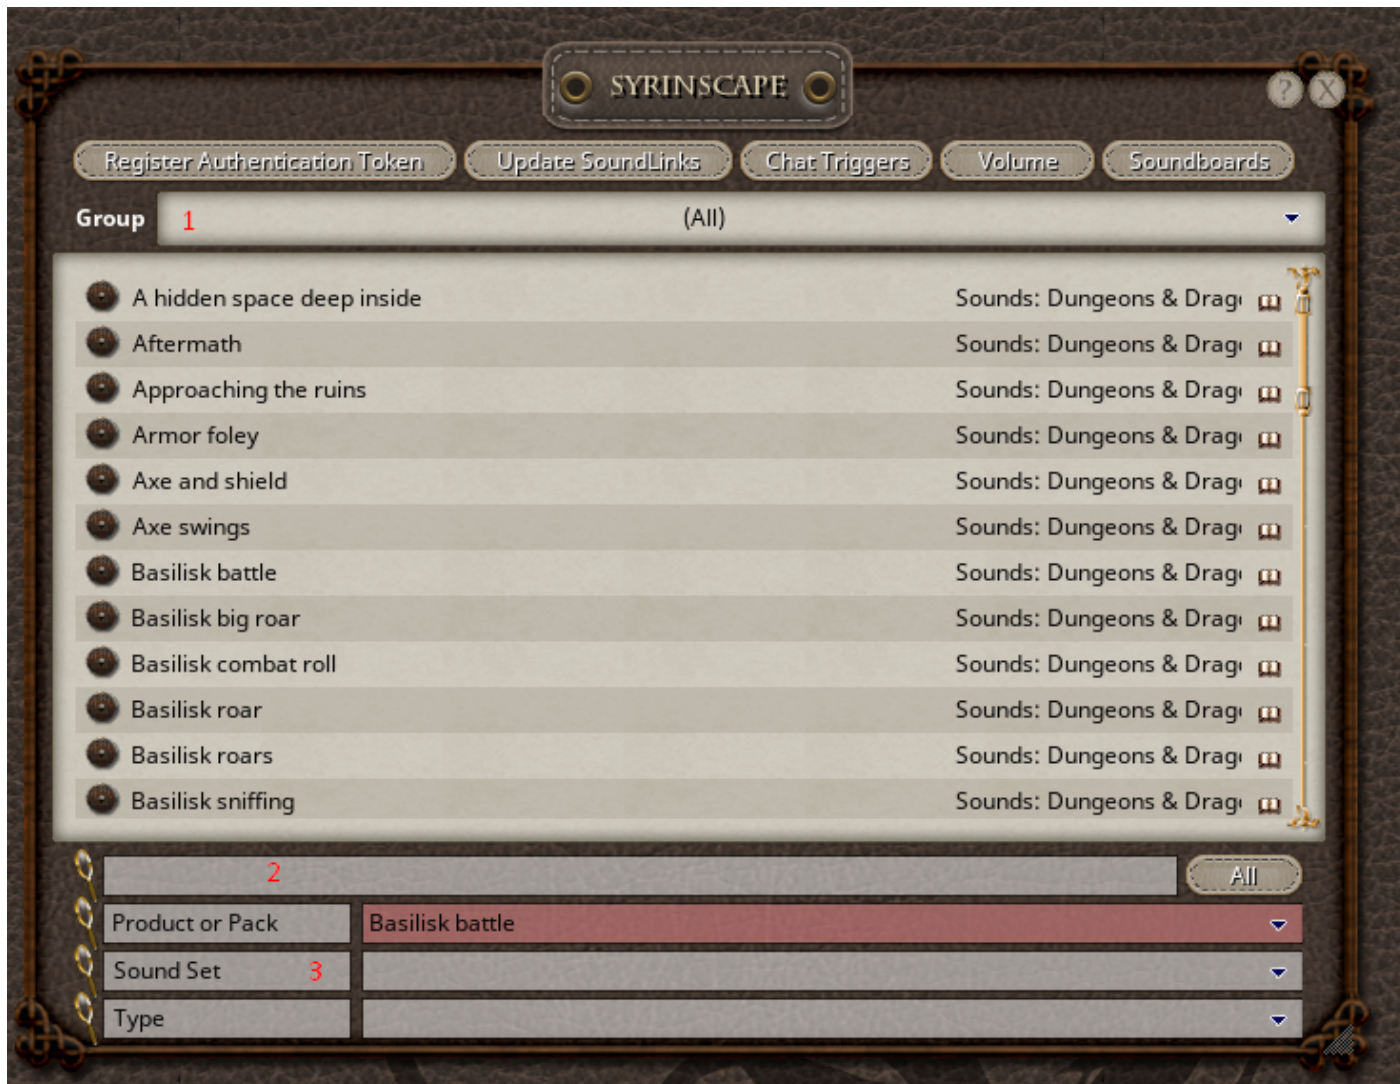 SYRINSCAPE
? X
Register Authentication Token Update SoundLinks Chat Triggers Volume Soundboards
Group 1 (All)
A hidden space deep inside Sounds: Dungeons & Drag
Aftermath Sounds: Dungeons & Drag
Approaching the ruins Sounds: Dungeons & Drag
Armor foley Sounds: Dungeons & Drag
Axe and shield Sounds: Dungeons & Drag
Axe swings Sounds: Dungeons & Drag
Basilisk battle Sounds: Dungeons & Drag
Basilisk big roar Sounds: Dungeons & Drag
Basilisk combat roll Sounds: Dungeons & Drag
Basilisk roar Sounds: Dungeons & Drag
Basilisk roars Sounds: Dungeons & Drag
Basilisk sniffing Sounds: Dungeons & Drag
2 All
Product or Pack Basilisk battle
Sound Set 3
Type